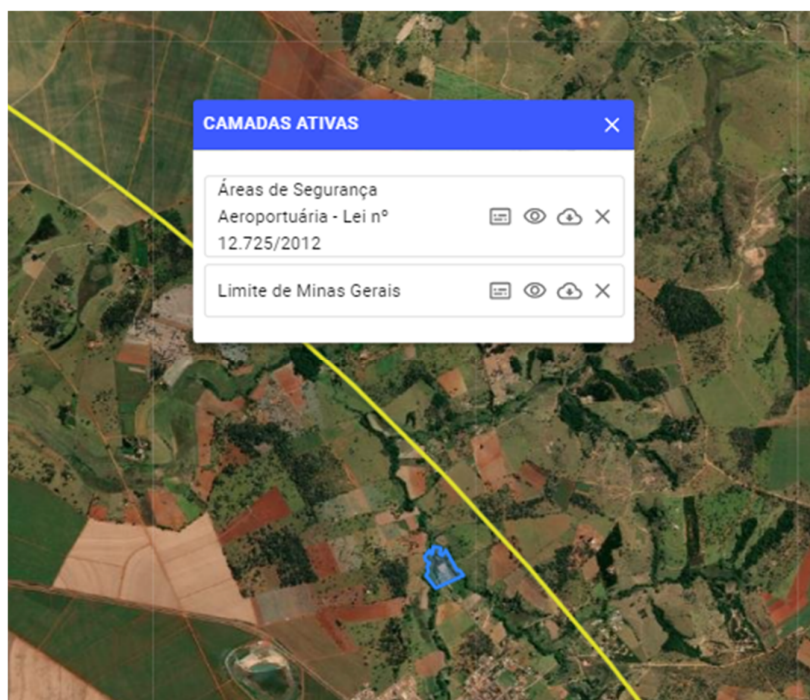 CAMADAS ATIVAS
Áreas de Segurança
Aeroportuária - Lei nº
12.725/2012
Limite de Minas Gerais